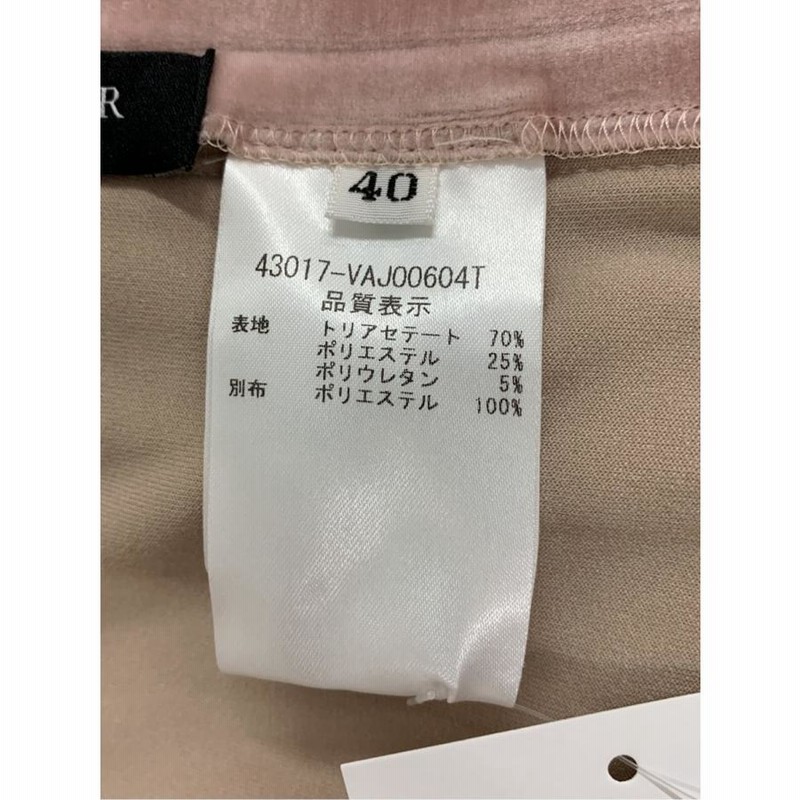 R
40
43017-VAJ00604T
品質表示
表地 トリアセテート 70%
ポリエステル 25%
ポリウレタン 5%
別布 ポリエステル 100%